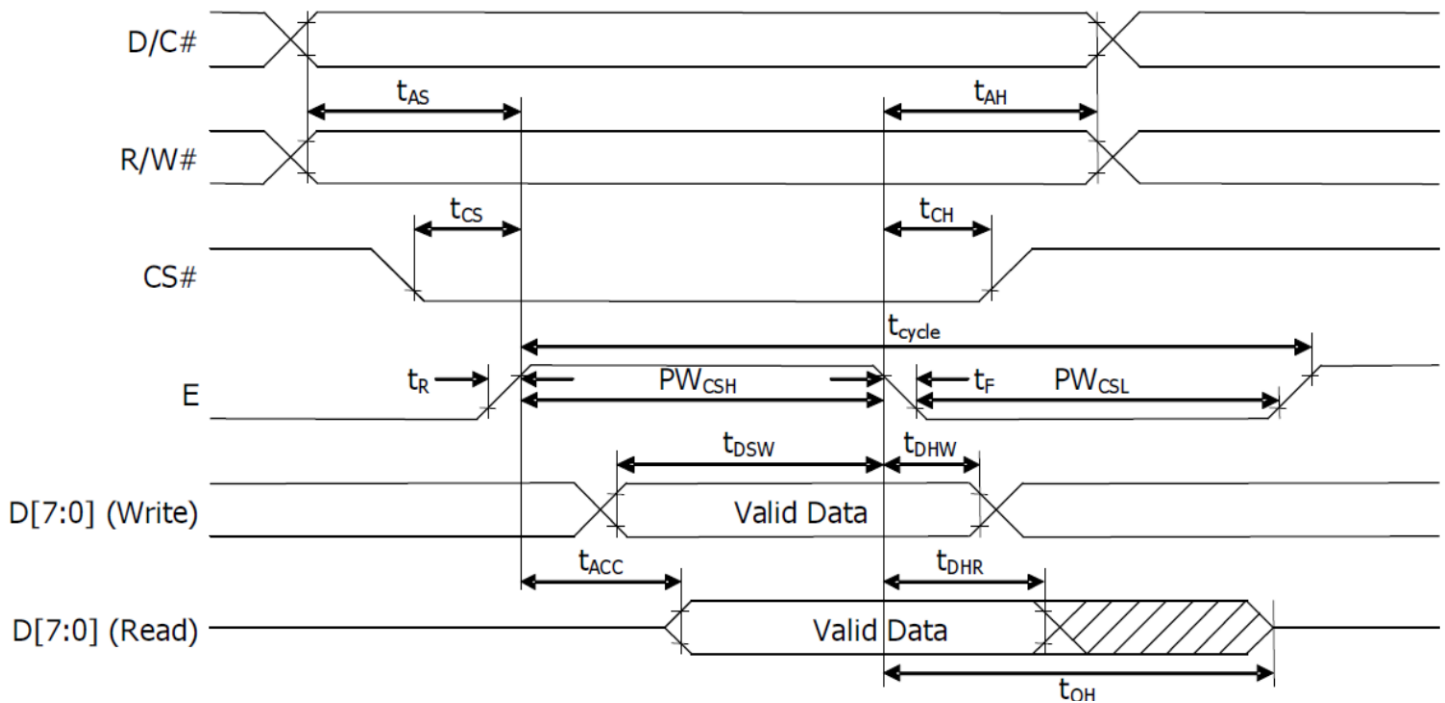 D/C#
tAS
tAH
R/W#
tCS
tCH
CS#
tcycle
tR
PWCSH
tF
PWCSL
E
tDSW
tDHW
D[7:0] (Write)
Valid Data
tACC
tDHR
D[7:0] (Read)
Valid Data
tOH